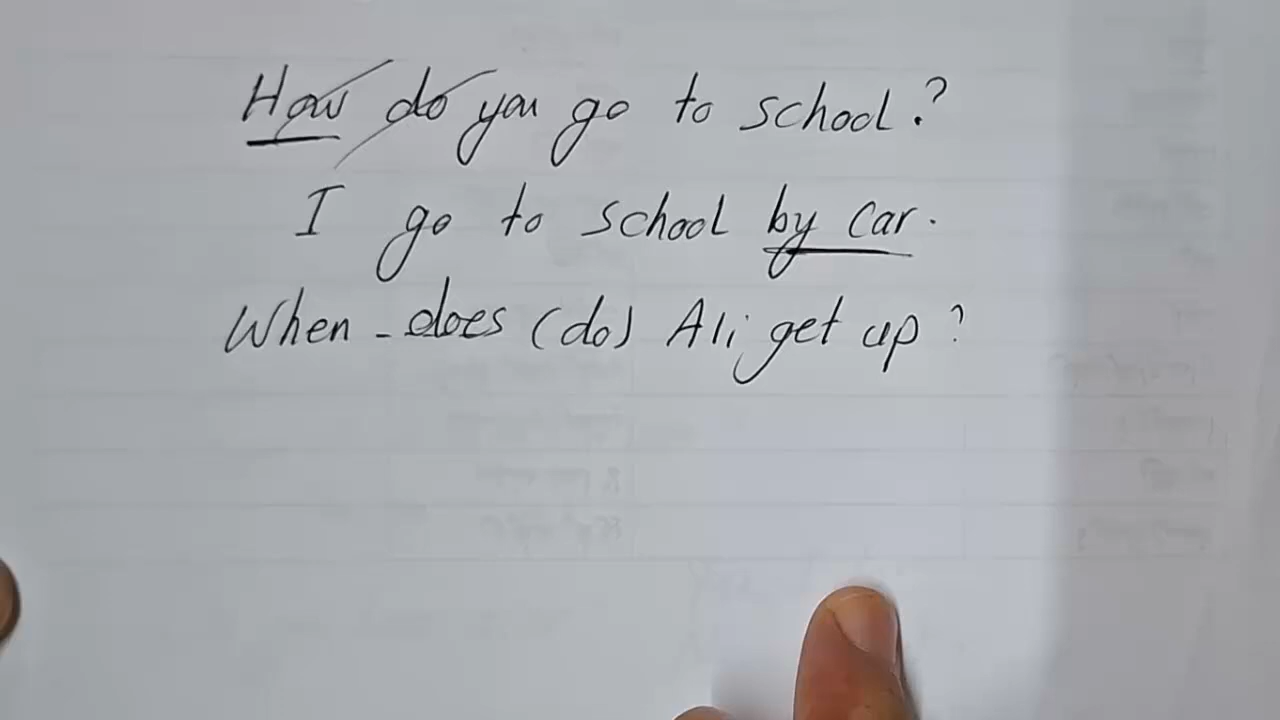 How do you go to school?
I go to school by car.
When - does (do) Ali get up?